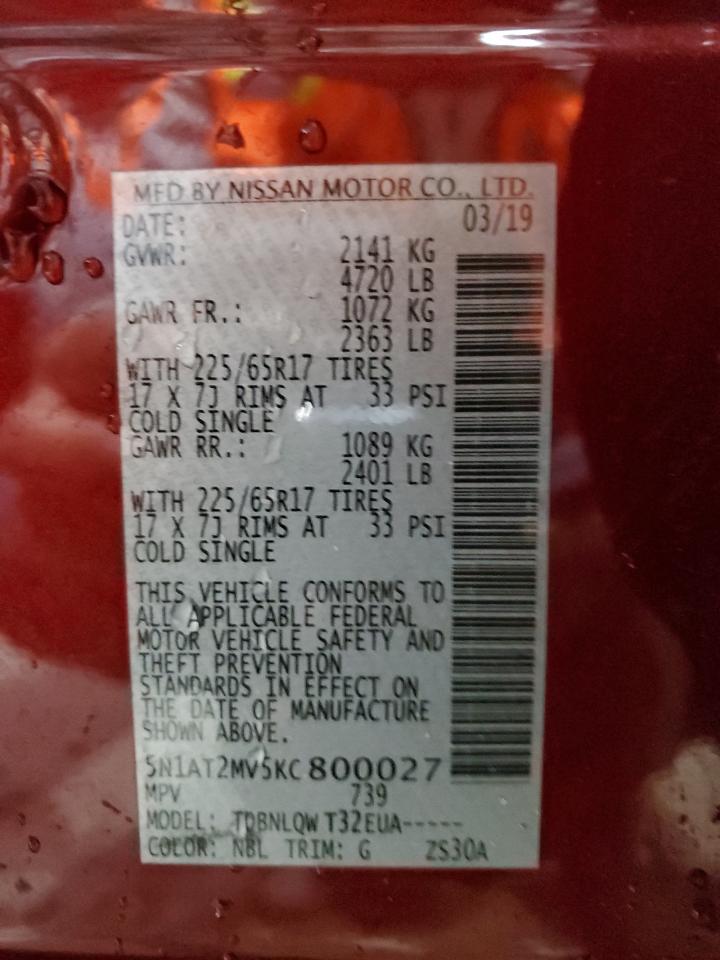 MFD BY NISSAN MOTOR CO., LTD.
DATE: 03/19
GVWR: 2141 KG
4720 LB
GAWR FR.: 1072 KG
2363 LB
WITH 225/65R17 TIRES
17 X 7J RIMS AT 33 PSI
COLD SINGLE
GAWR RR.: 1089 KG
2401 LB
WITH 225/65R17 TIRES
17 X 7J RIMS AT 33 PSI
COLD SINGLE
THIS VEHICLE CONFORMS TO
ALL APPLICABLE FEDERAL
MOTOR VEHICLE SAFETY AND
THEFT PREVENTION
STANDARDS IN EFFECT ON
THE DATE OF MANUFACTURE
SHOWN ABOVE.
5N1AT2MV5KC800027
MPV 739
MODEL: TDBNLQW T32EUA-----
COLOR: NBL TRIM: G ZS30A